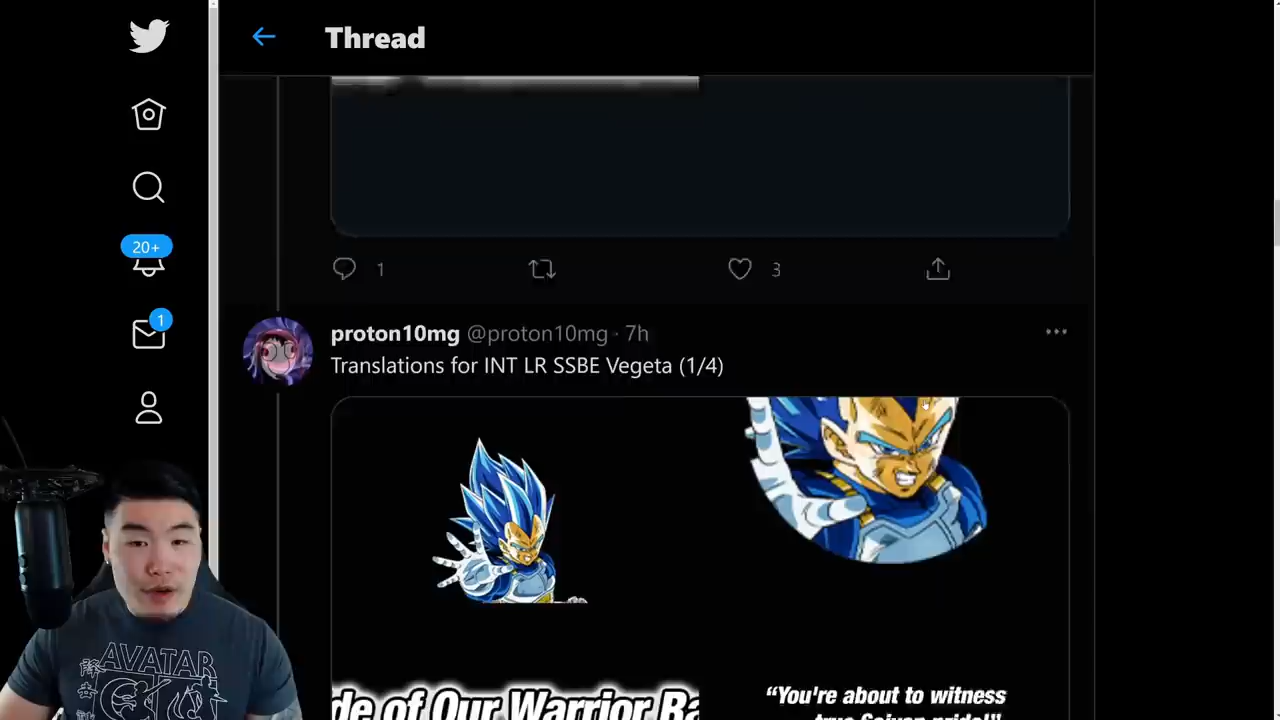 Thread
20+
1
1
3
proton10mg @proton10mg · 7h
Translations for INT LR SSBE Vegeta (1/4)
de of Our Warrior Ra
"You're about to witness
true Saiyan pride!"
AVATAR